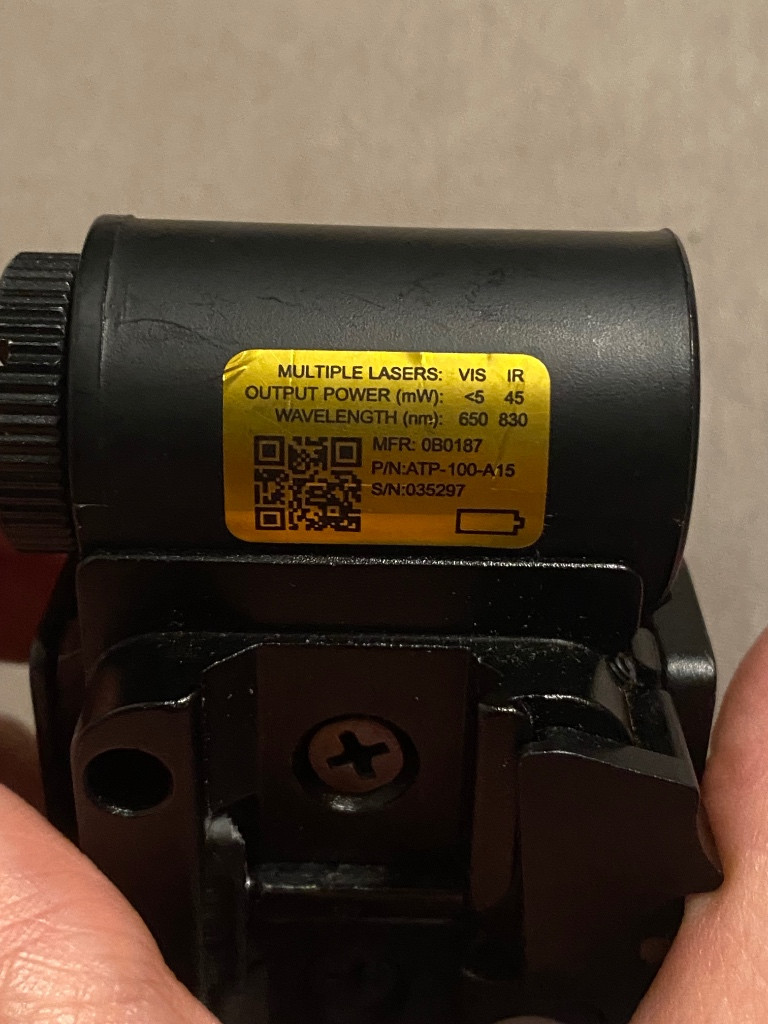 MULTIPLE LASERS: VIS IR
OUTPUT POWER (mW): <5 45
WAVELENGTH (nm): 650 830
MFR: 0B0187
P/N:ATP-100-A15
S/N:035297